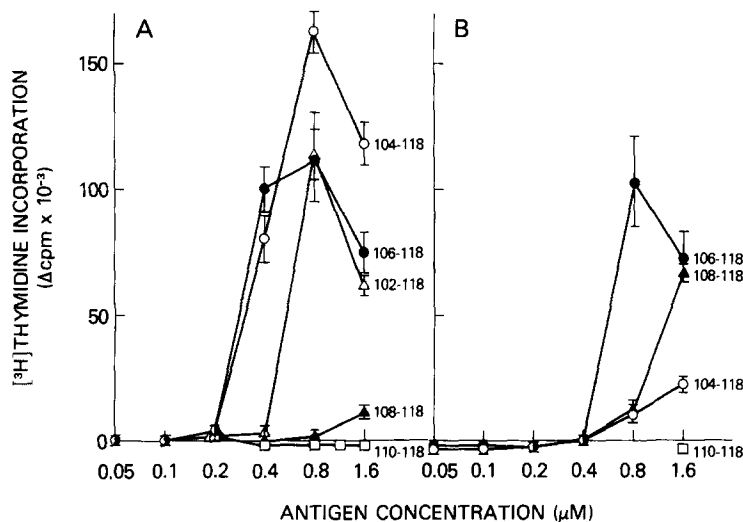 A
B
150
100
50
0
[³H]THYMIDINE INCORPORATION
(Δcpm x 10⁻³)
104-118
106-118
102-118
108-118
110-118
106-118
108-118
104-118
110-118
0.05 0.1 0.2 0.4 0.8 1.6
0.05 0.1 0.2 0.4 0.8 1.6
ANTIGEN CONCENTRATION (μM)